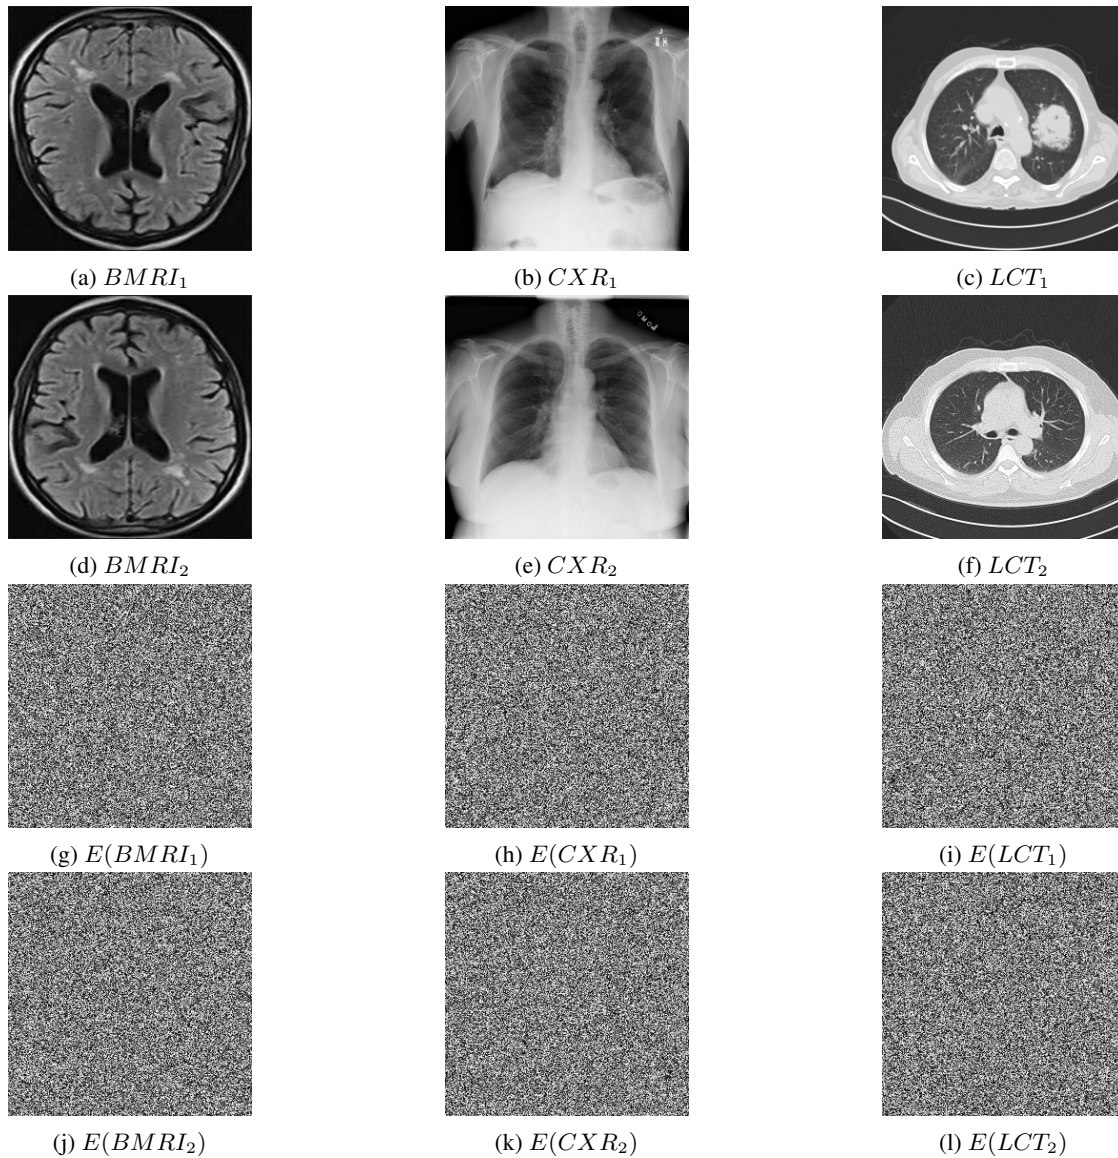 (a) BMRI₁
(b) CXR₁
(c) LCT₁
(d) BMRI₂
(e) CXR₂
(f) LCT₂
(g) E(BMRI₁)
(h) E(CXR₁)
(i) E(LCT₁)
(j) E(BMRI₂)
(k) E(CXR₂)
(l) E(LCT₂)